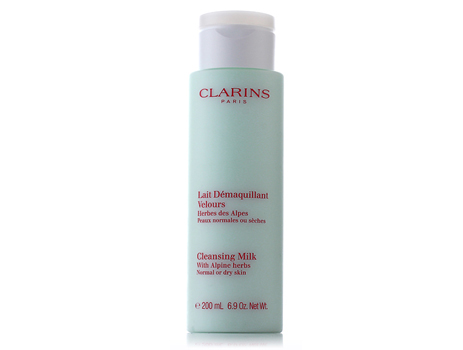 CLARINS
PARIS
Lait Démaquillant
Velours
Herbes des Alpes
Peaux normales ou sèches
Cleansing Milk
With Alpine herbs
Normal or dry skin
℮ 200 mL 6.9 Oz. Net Wt.